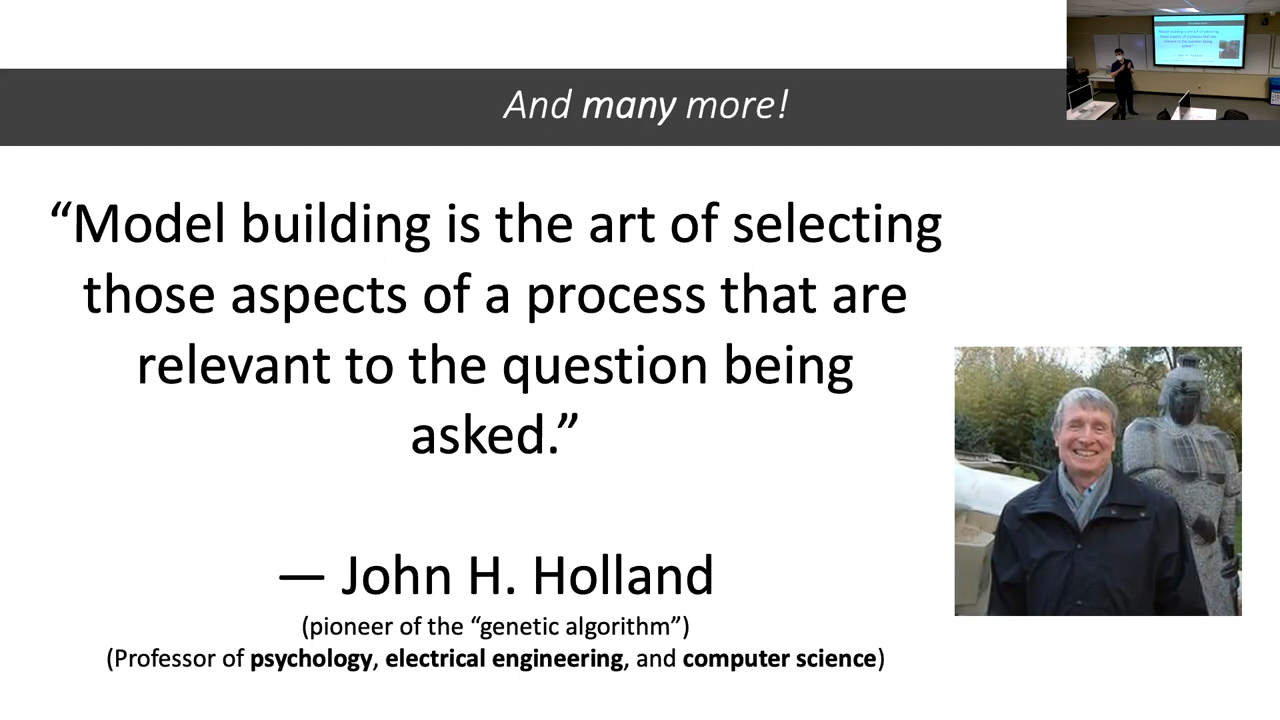 And many more!
“Model building is the art of selecting
those aspects of a process that are
relevant to the question being
asked.”
— John H. Holland
(pioneer of the “genetic algorithm”)
(Professor of psychology, electrical engineering, and computer science)